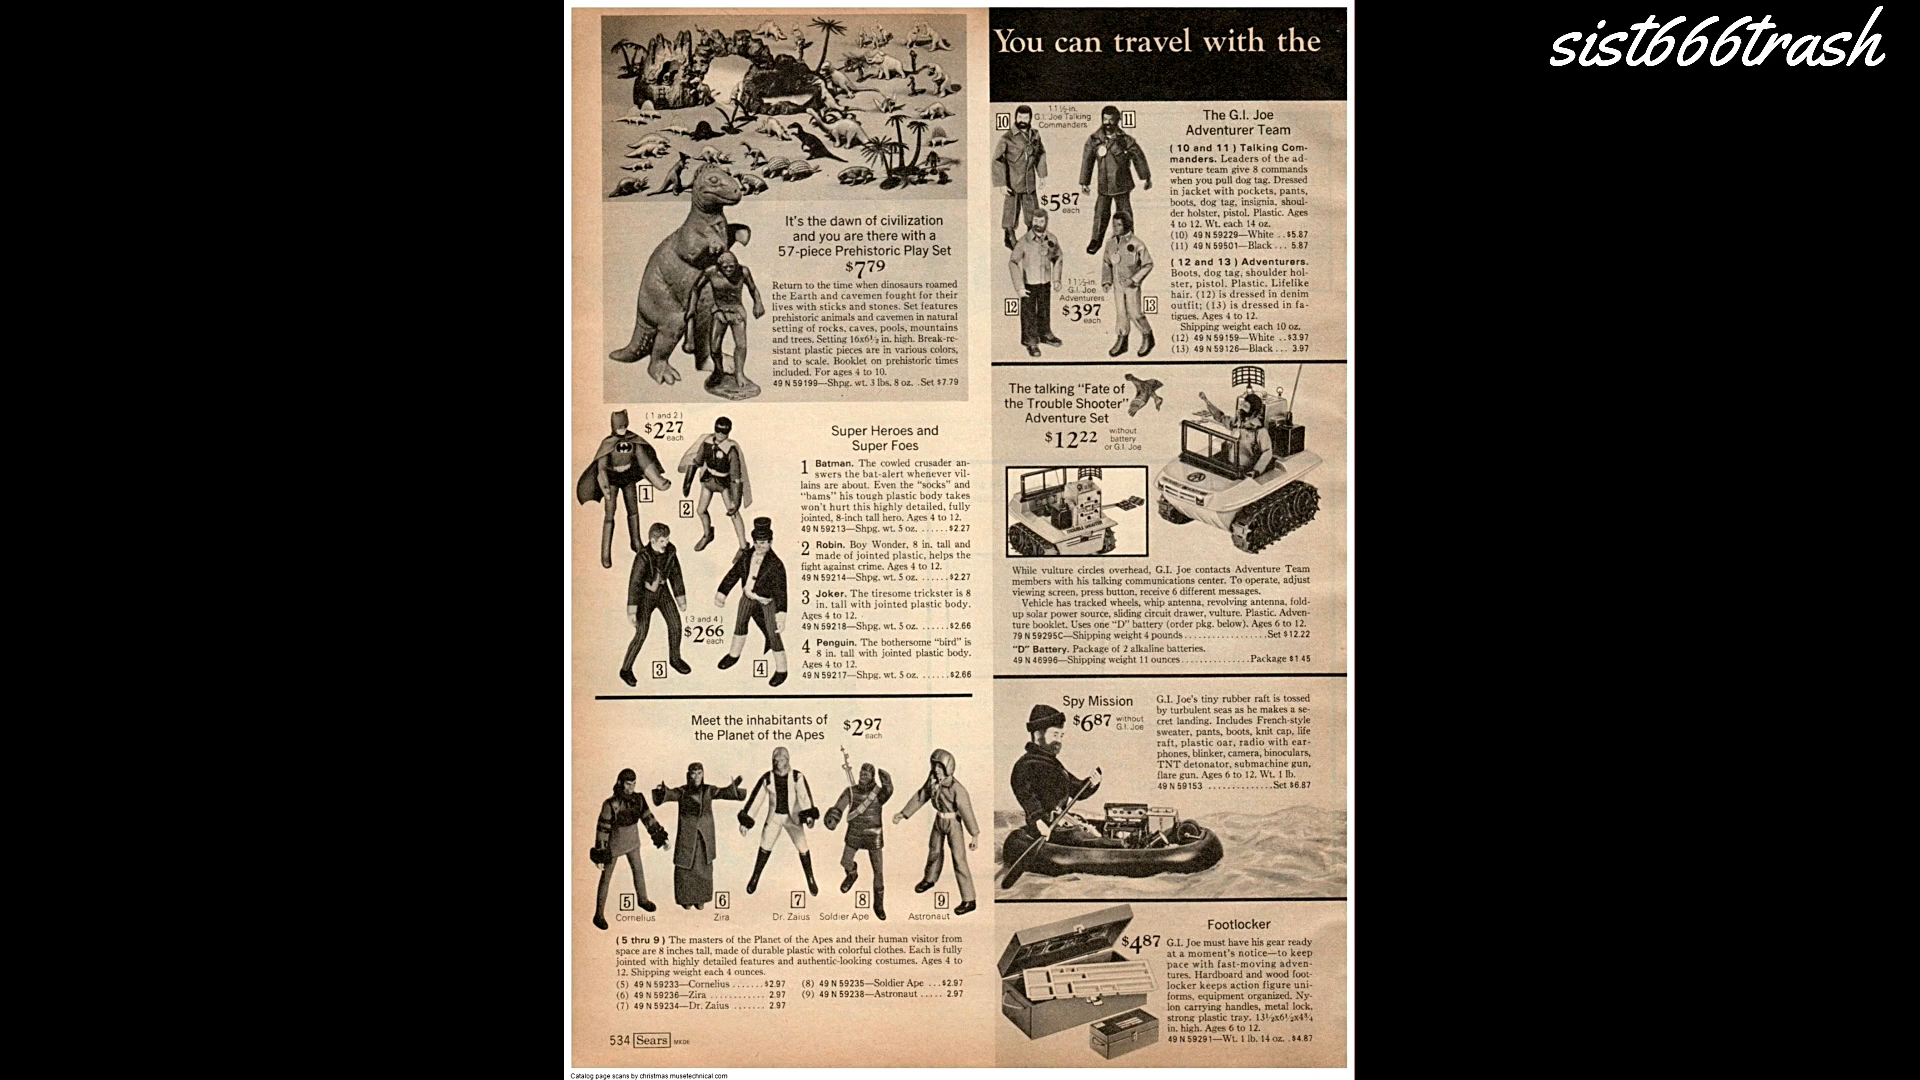 sist666trash
You can travel with the
It's the dawn of civilization
and you are there with a
57-piece Prehistoric Play Set
$7.79
Return to the time when dinosaurs roamed
the Earth and cavemen fought for their
lives with sticks and stones. Set features
prehistoric animals and cavemen in natural
setting of rocks, caves, pools, mountains
and trees. Setting 16x6½ in. high. Break-re-
sistant plastic pieces are in various colors,
and to scale. Booklet on prehistoric times
included. For ages 4 to 10.
49 N 59199—Shpg. wt. 3 lbs. 8 oz. .Set $7.79
(1 and 2)
$2.27
each
1
2
(3 and 4)
$2.66
each
3
4
Super Heroes and
Super Foes
1 Batman. The cowled crusader an-
swers the bat-alert whenever vil-
lains are about. Even the "socks" and
"bams" his tough plastic body takes
won't hurt this highly detailed, fully
jointed, 8-inch tall hero. Ages 4 to 12.
49 N 59213—Shpg. wt. 5 oz. ......$2.27
2 Robin. Boy Wonder, 8 in. tall and
made of jointed plastic, helps the
fight against crime. Ages 4 to 12.
49 N 59214—Shpg. wt. 5 oz. ......$2.27
3 Joker. The tiresome trickster is 8
in. tall with jointed plastic body.
Ages 4 to 12.
49 N 59218—Shpg. wt. 5 oz. ......$2.66
4 Penguin. The bothersome "bird" is
8 in. tall with jointed plastic body.
Ages 4 to 12.
49 N 59217—Shpg. wt. 5 oz. ......$2.66
Meet the inhabitants of
the Planet of the Apes
$2.97
each
5 Cornelius
6 Zira
7 Dr. Zaius
8 Soldier Ape
9 Astronaut
(5 thru 9) The masters of the Planet of the Apes and their human visitor from
space are 8 inches tall, made of durable plastic with colorful clothes. Each is fully
jointed with highly detailed features and authentic-looking costumes. Ages 4 to
12. Shipping weight each 4 ounces.
(5) 49 N 59233—Cornelius .......$2.97
(6) 49 N 59236—Zira ............ 2.97
(7) 49 N 59234—Dr. Zaius ....... 2.97
(8) 49 N 59235—Soldier Ape ...$2.97
(9) 49 N 59238—Astronaut ..... 2.97
534 Sears MKDE
10
11½-in.
G.I. Joe Talking
Commanders
11
$5.87
each
12
11½-in.
G.I. Joe
Adventurers
$3.97
each
13
The G.I. Joe
Adventurer Team
(10 and 11) Talking Com-
manders. Leaders of the ad-
venture team give 8 commands
when you pull dog tag. Dressed
in jacket with pockets, pants,
boots, dog tag, insignia, shoul-
der holster, pistol. Plastic. Ages
4 to 12. Wt. each 14 oz.
(10) 49 N 59229—White ..$5.87
(11) 49 N 59501—Black... 5.87
(12 and 13) Adventurers.
Boots, dog tag, shoulder hol-
ster, pistol. Plastic. Lifelike
hair. (12) is dressed in denim
outfit; (13) is dressed in fa-
tigues. Ages 4 to 12.
Shipping weight each 10 oz.
(12) 49 N 59159—White ..$3.97
(13) 49 N 59126—Black... 3.97
The talking "Fate of
the Trouble Shooter"
Adventure Set
$12.22
without
battery
or G.I. Joe
While vulture circles overhead, G.I. Joe contacts Adventure Team
members with his talking communications center. To operate, adjust
viewing screen, press button, receive 6 different messages.
Vehicle has tracked wheels, whip antenna, revolving antenna, fold-
up solar power source, sliding circuit drawer, vulture. Plastic. Adven-
ture booklet. Uses one "D" battery (order pkg. below). Ages 6 to 12.
79 N 59295C—Shipping weight 4 pounds.................Set $12.22
"D" Battery. Package of 2 alkaline batteries.
49 N 46996—Shipping weight 11 ounces..............Package $1.45
Spy Mission
$6.87
without
G.I. Joe
G.I. Joe's tiny rubber raft is tossed
by turbulent seas as he makes a se-
cret landing. Includes French-style
sweater, pants, boots, knit cap, life
raft, plastic oar, radio with ear-
phones, blinker, camera, binoculars,
TNT detonator, submachine gun,
flare gun. Ages 6 to 12. Wt. 1 lb.
49 N 59153 .............Set $6.87
Footlocker
$4.87
G.I. Joe must have his gear ready
at a moment's notice—to keep
pace with fast-moving adven-
tures. Hardboard and wood foot-
locker keeps action figure uni-
forms, equipment organized. Ny-
lon carrying handles, metal lock,
strong plastic tray. 13½x6½x4¾
in. high. Ages 6 to 12.
49 N 59291—Wt. 1 lb. 14 oz. .$4.87
Catalog page scans by christmas.musetechnical.com